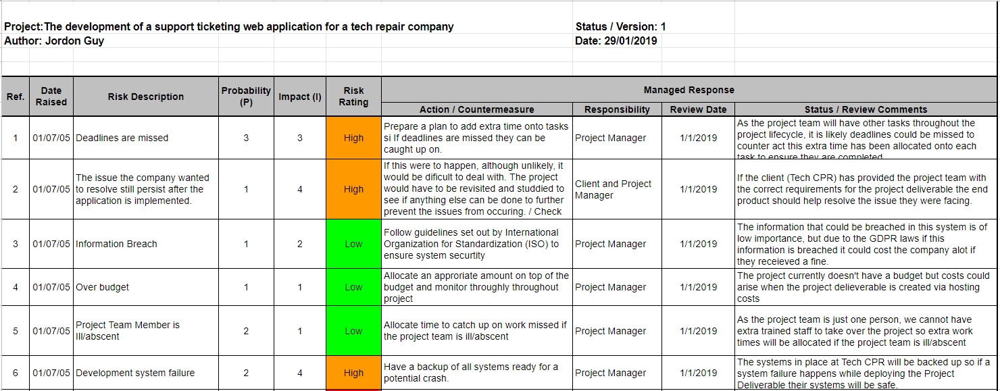 Project:The development of a support ticketing web application for a tech repair company
Status / Version: 1
Author: Jordon Guy
Date: 29/01/2019
Ref.
Date
Raised
Risk Description
Probability
(P)
Impact (I)
Risk
Rating
Managed Response
Action / Countermeasure
Responsibility
Review Date
Status / Review Comments
1
01/07/05
Deadlines are missed
3
3
High
Prepare a plan to add extra time onto tasks
si If deadlines are missed they can be
caught up on.
Project Manager
1/1/2019
As the project team will have other tasks throughout the
project lifecycle, it is likely deadlines could be missed to
counter act this extra time has been allocated onto each
task to ensure they are completed
2
01/07/05
The issue the company wanted
to resolve still persist after the
application is implemented.
1
4
High
If this were to happen, although unlikely, it
would be dificult to deal with. The project
would have to be revisited and studdied to
see if anything else can be done to further
prevent the issues from occuring. / Check
Client and Project
Manager
1/1/2019
If the client (Tech CPR) has provided the project team with
the correct requirements for the project deliverable the end
product should help resolve the issue they were facing.
3
01/07/05
Information Breach
1
2
Low
Follow guidelines set out by International
Organization for Standardization (ISO) to
ensure system securtity
Project Manager
1/1/2019
The information that could be breached in this system is of
low importance, but due to the GDPR laws if this
information is breached it could cost the company alot if
they receieved a fine.
4
01/07/05
Over budget
1
1
Low
Allocate an approriate amount on top of the
budget and monitor throughly throughout
project
Project Manager
1/1/2019
The project currently doesn't have a budget but costs could
arise when the project delieverable is created via hosting
costs
5
01/07/05
Project Team Member is
Ill/abscent
2
1
Low
Allocate time to catch up on work missed if
the project team is ill/abscent
Project Manager
1/1/2019
As the project team is just one person, we cannot have
extra trained staff to take over the project so extra work
times will be allocated if the project team is ill/abscent
6
01/07/05
Development system failure
2
4
High
Have a backup of all systems ready for a
potential crash.
Project Manager
1/1/2019
The systems in place at Tech CPR will be backed up so if a
system failure happens while deploying the Project
Deliverable their systems will be safe.